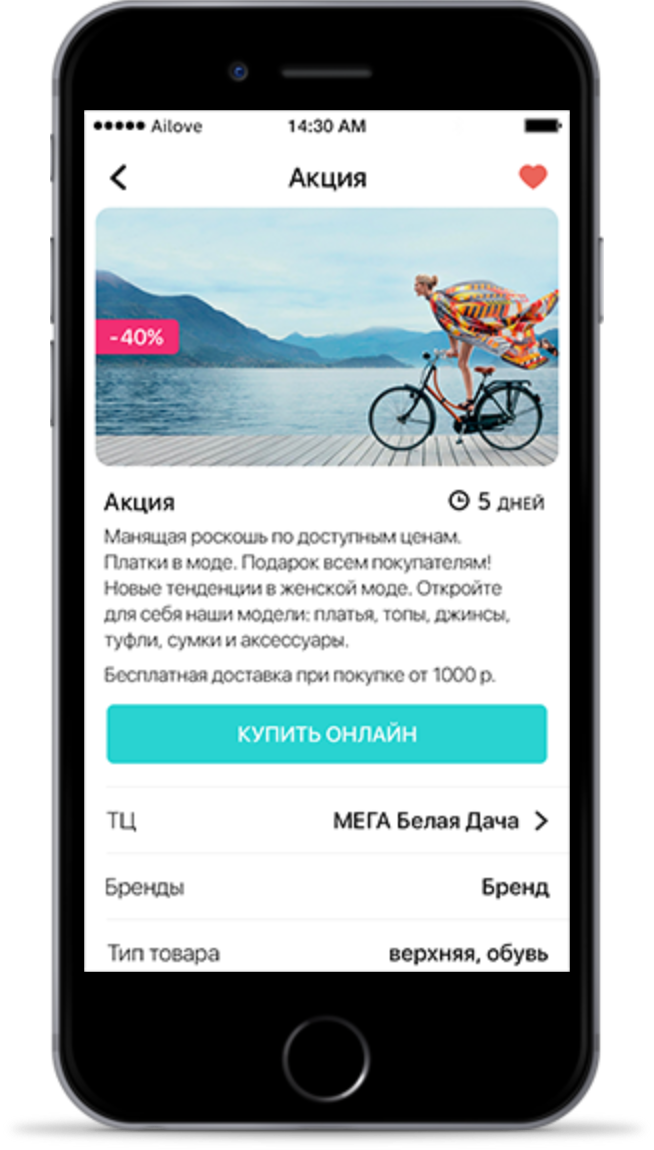 Ailove 14:30 AM
Акция
-40%
Акция 5 дней
Манящая роскошь по доступным ценам.
Платки в моде. Подарок всем покупателям!
Новые тенденции в женской моде. Откройте
для себя наши модели: платья, топы, джинсы,
туфли, сумки и аксессуары.
Бесплатная доставка при покупке от 1000 р.
КУПИТЬ ОНЛАЙН
ТЦ МЕГА Белая Дача
Бренды Бренд
Тип товара верхняя, обувь